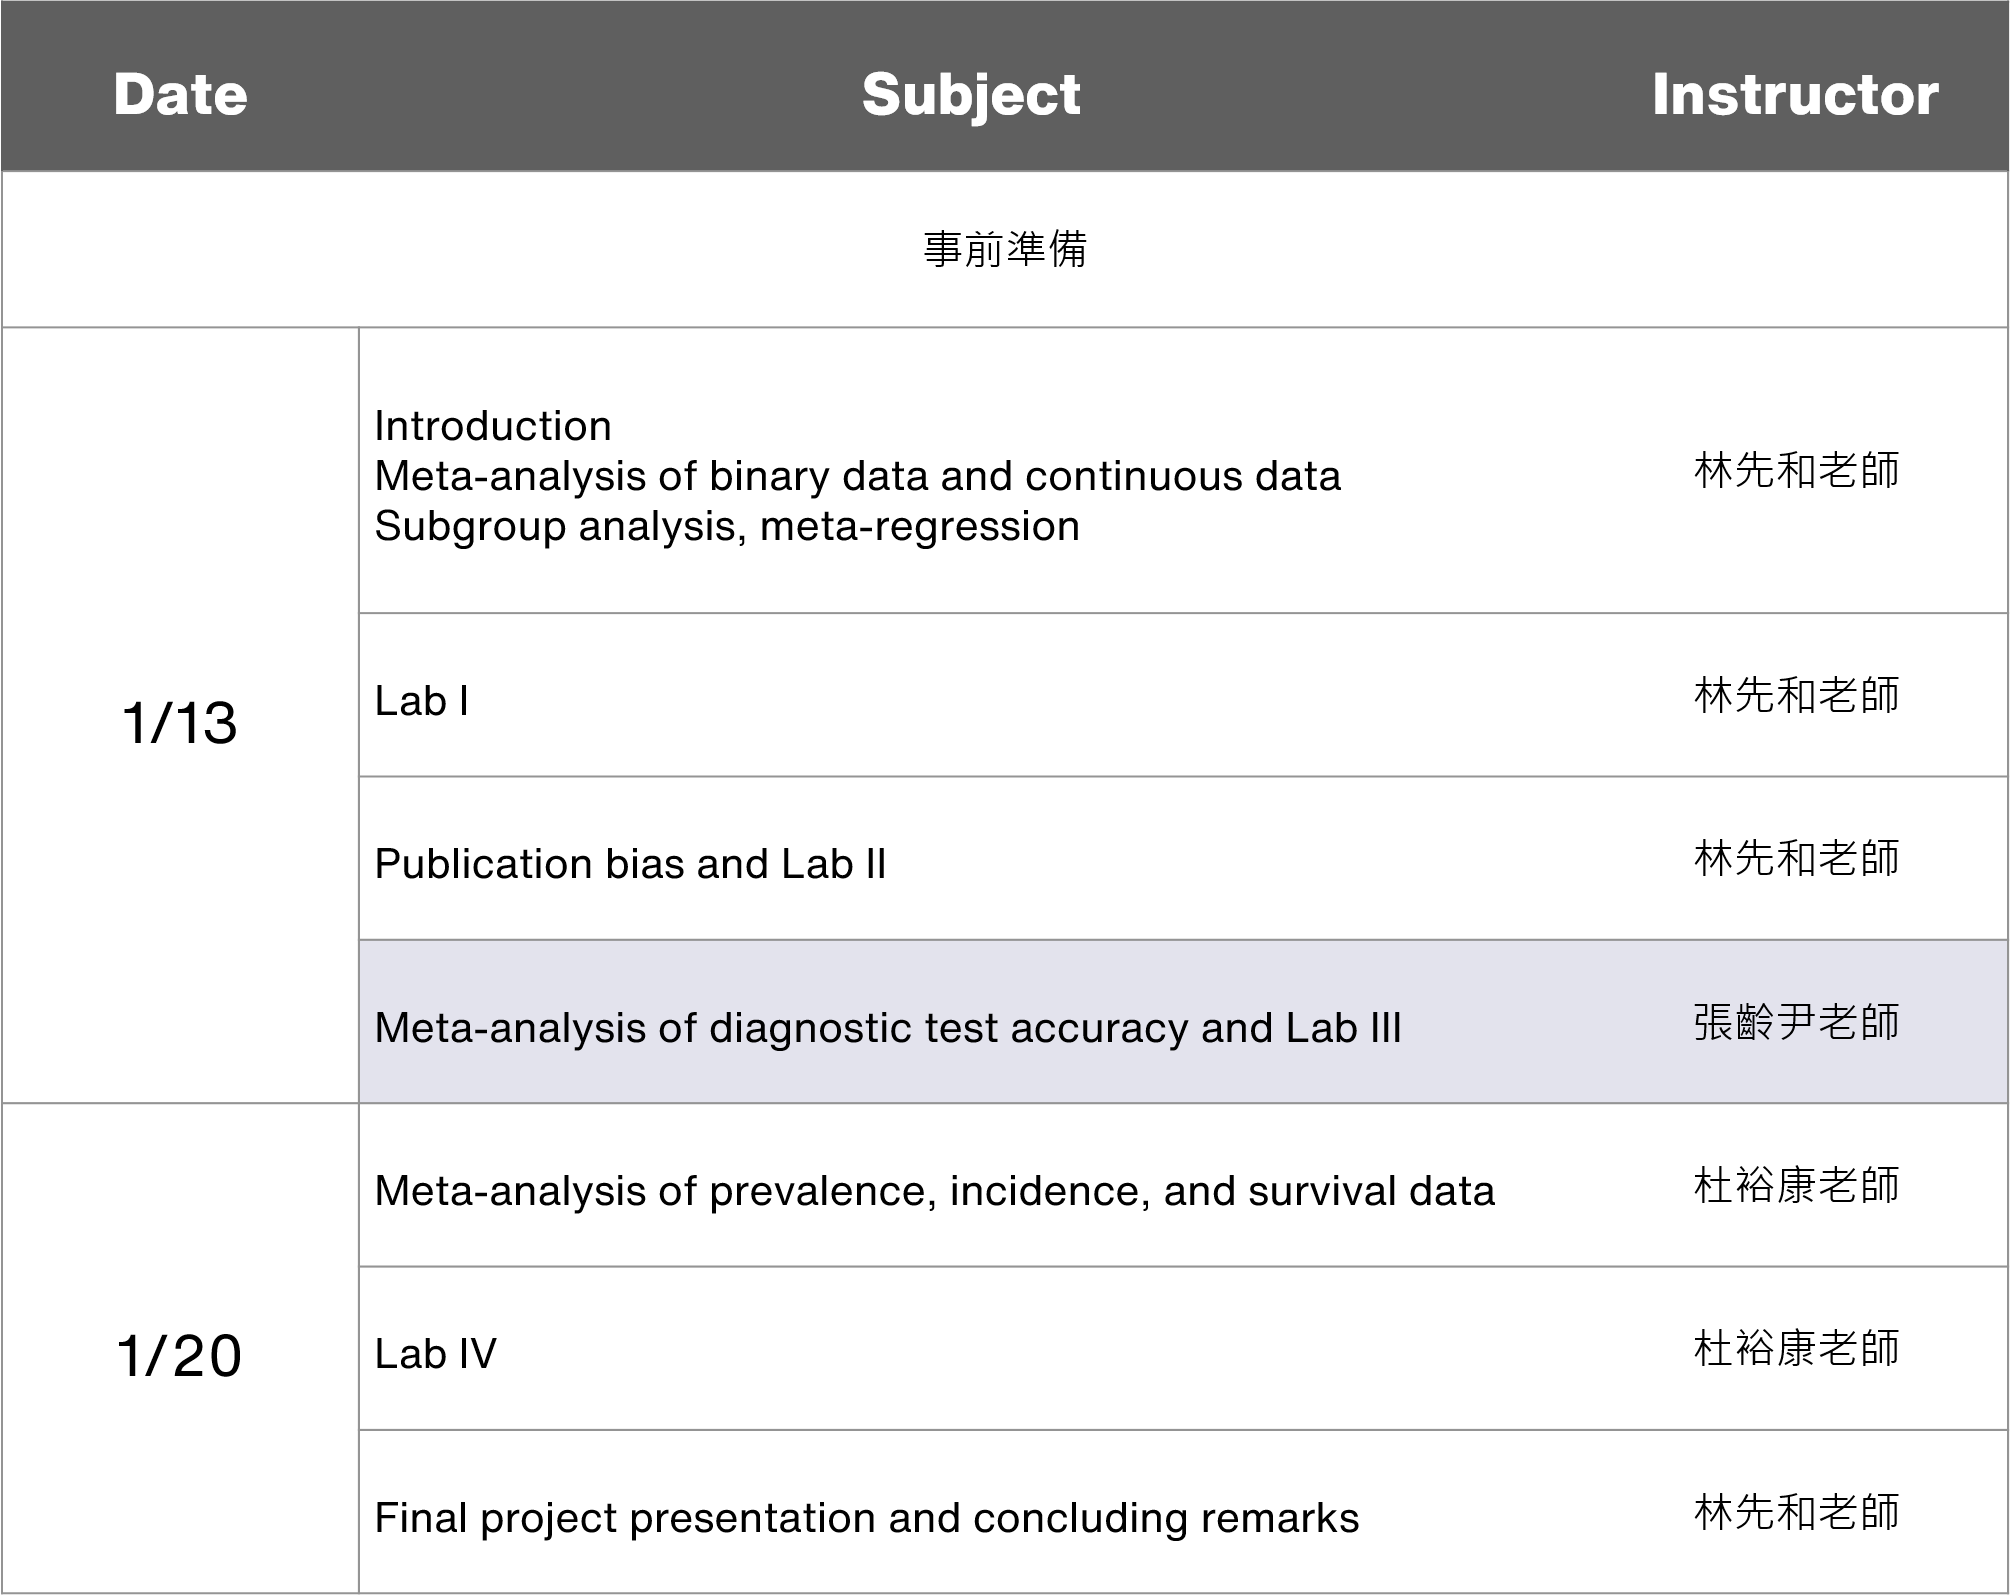 Date Subject Instructor
事前準備
1/13
Introduction
Meta-analysis of binary data and continuous data
Subgroup analysis, meta-regression
林先和老師
Lab I 林先和老師
Publication bias and Lab II 林先和老師
Meta-analysis of diagnostic test accuracy and Lab III 張齡尹老師
1/20
Meta-analysis of prevalence, incidence, and survival data 杜裕康老師
Lab IV 杜裕康老師
Final project presentation and concluding remarks 林先和老師